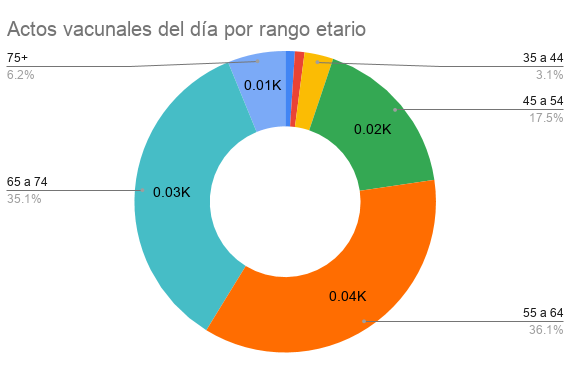 Actos vacunales del día por rango etario
75+
6.2%
35 a 44
3.1%
0.01K
45 a 54
17.5%
0.02K
65 a 74
35.1%
0.03K
0.04K
55 a 64
36.1%